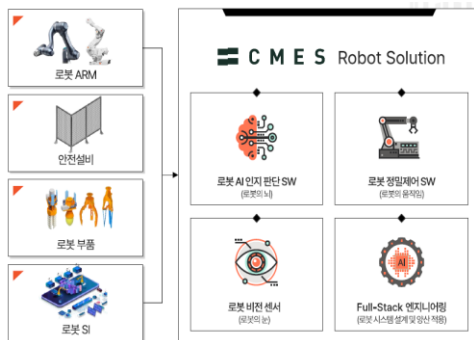 로봇 ARM
안전설비
로봇 부품
로봇 SI
CMES Robot Solution
로봇 AI 인지 판단 SW
(로봇의 뇌)
로봇 정밀제어 SW
(로봇의 움직임)
로봇 비전 센서
(로봇의 눈)
AI
Full-Stack 엔지니어링
(로봇 시스템 설계 및 양산 적용)